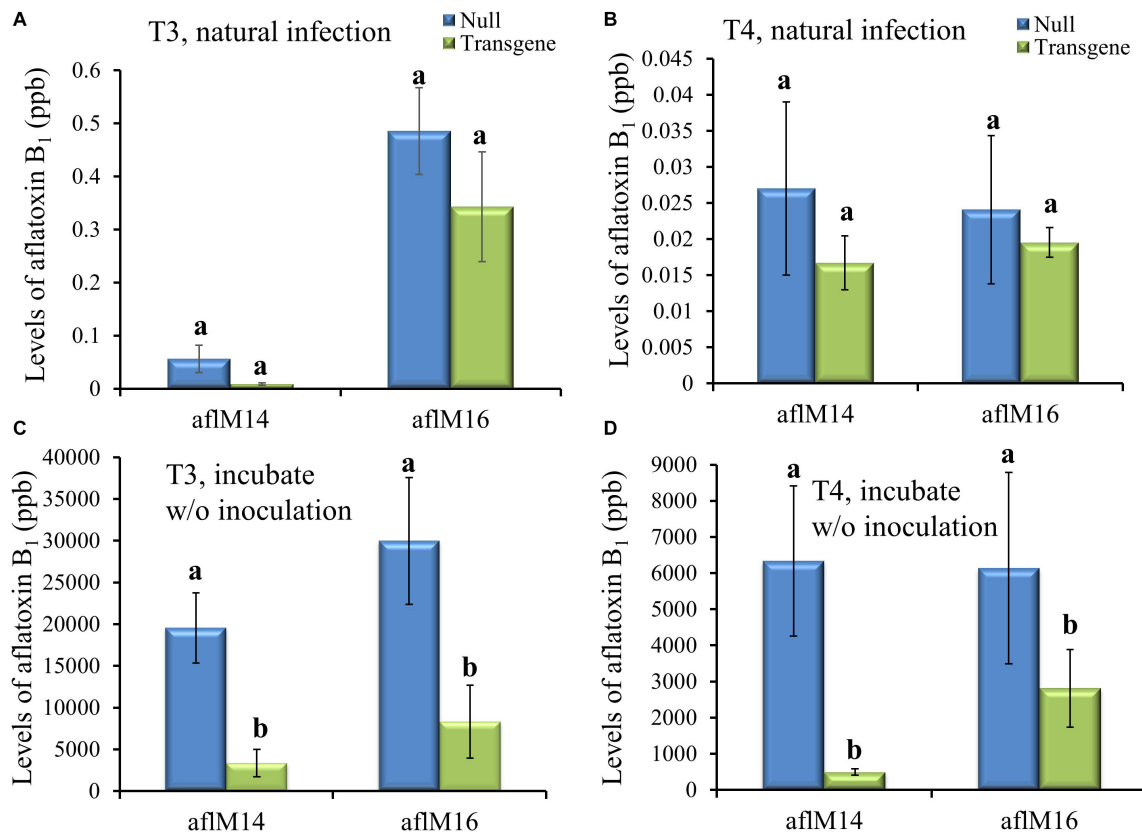 A
T3, natural infection
Null
Transgene
Levels of aflatoxin B1 (ppb)
0.6
0.5
0.4
0.3
0.2
0.1
0
a
a
a
a
aflM14
aflM16
B
T4, natural infection
Null
Transgene
Levels of aflatoxin B1 (ppb)
0.045
0.04
0.035
0.03
0.025
0.02
0.015
0.01
0.005
0
a
a
a
a
aflM14
aflM16
C
T3, incubate
w/o inoculation
Levels of aflatoxin B1 (ppb)
40000
35000
30000
25000
20000
15000
10000
5000
0
a
b
a
b
aflM14
aflM16
D
T4, incubate
w/o inoculation
Levels of aflatoxin B1 (ppb)
9000
8000
7000
6000
5000
4000
3000
2000
1000
0
a
b
a
b
aflM14
aflM16